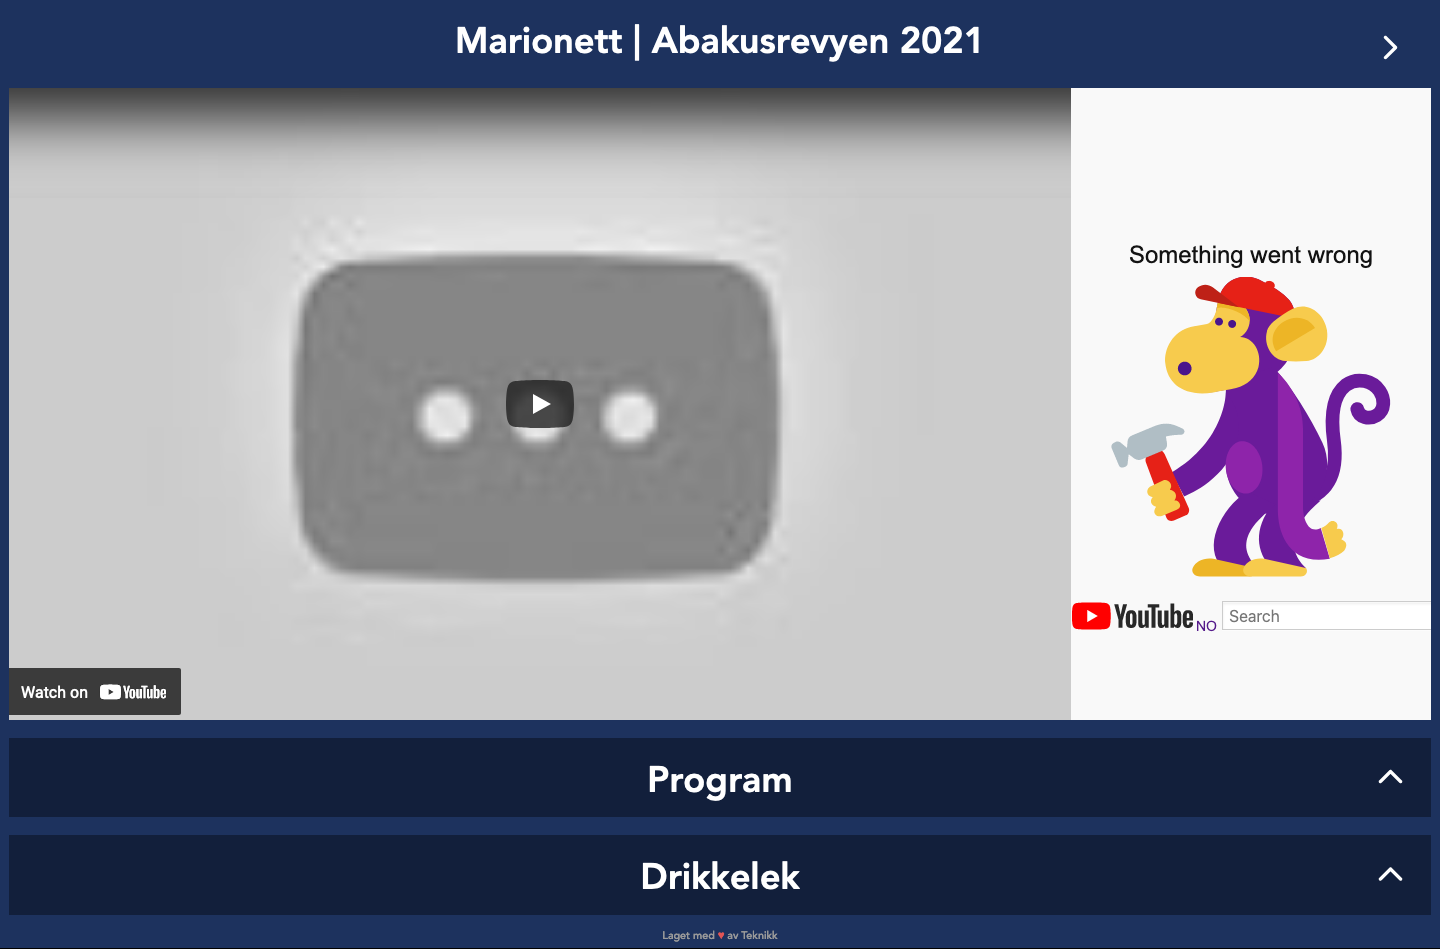 Marionett | Abakusrevyen 2021
Something went wrong
YouTube NO Search
Watch on YouTube
Program
Drikkelek
Laget med ♥ av Teknikk